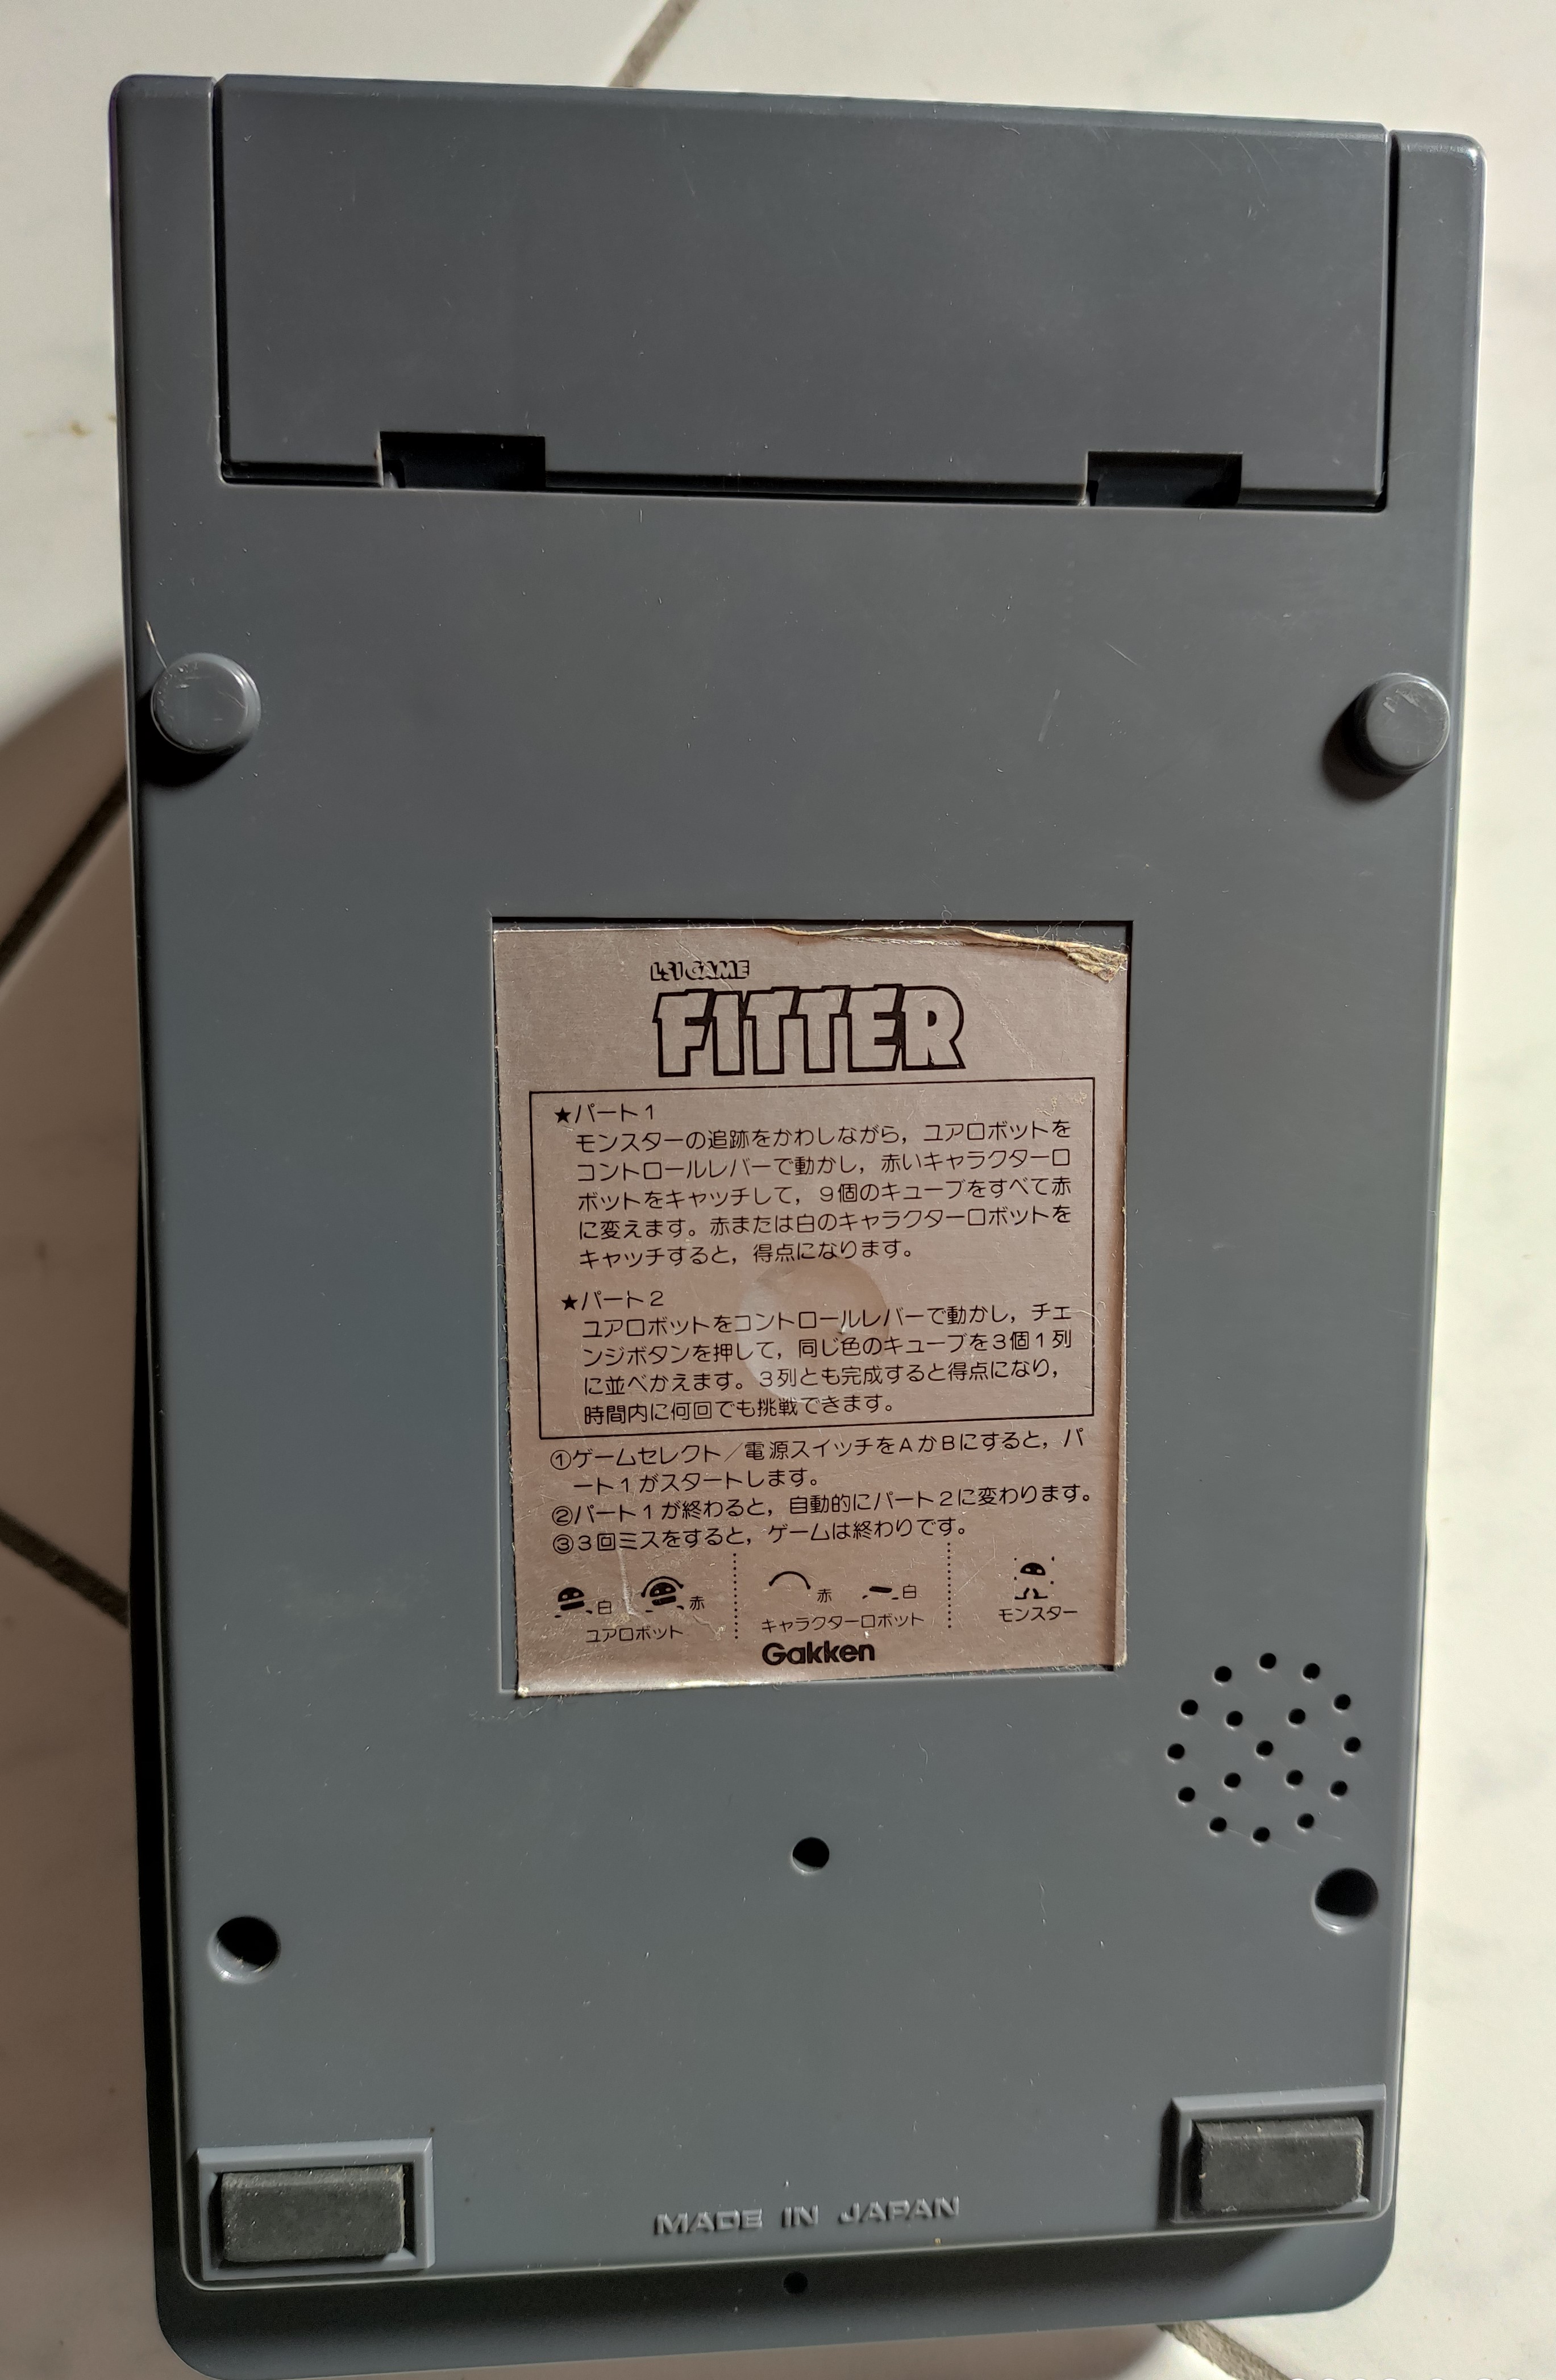 LSI GAME
FITTER
★パート1
モンスターの追跡をかわしながら，ユアロボットを
コントロールレバーで動かし，赤いキャラクターロ
ボットをキャッチして，9個のキューブをすべて赤
に変えます。赤または白のキャラクターロボットを
キャッチすると，得点になります。
★パート2
ユアロボットをコントロールレバーで動かし，チェ
ンジボタンを押して，同じ色のキューブを3個1列
に並べかえます。3列とも完成すると得点になり，
時間内に何回でも挑戦できます。
①ゲームセレクト／電源スイッチをAかBにすると，パ
ート1がスタートします。
②パート1が終わると，自動的にパート2に変わります。
③3回ミスをすると，ゲームは終わりです。
白 赤 赤 白
ユアロボット キャラクターロボット モンスター
Gakken
MADE IN JAPAN